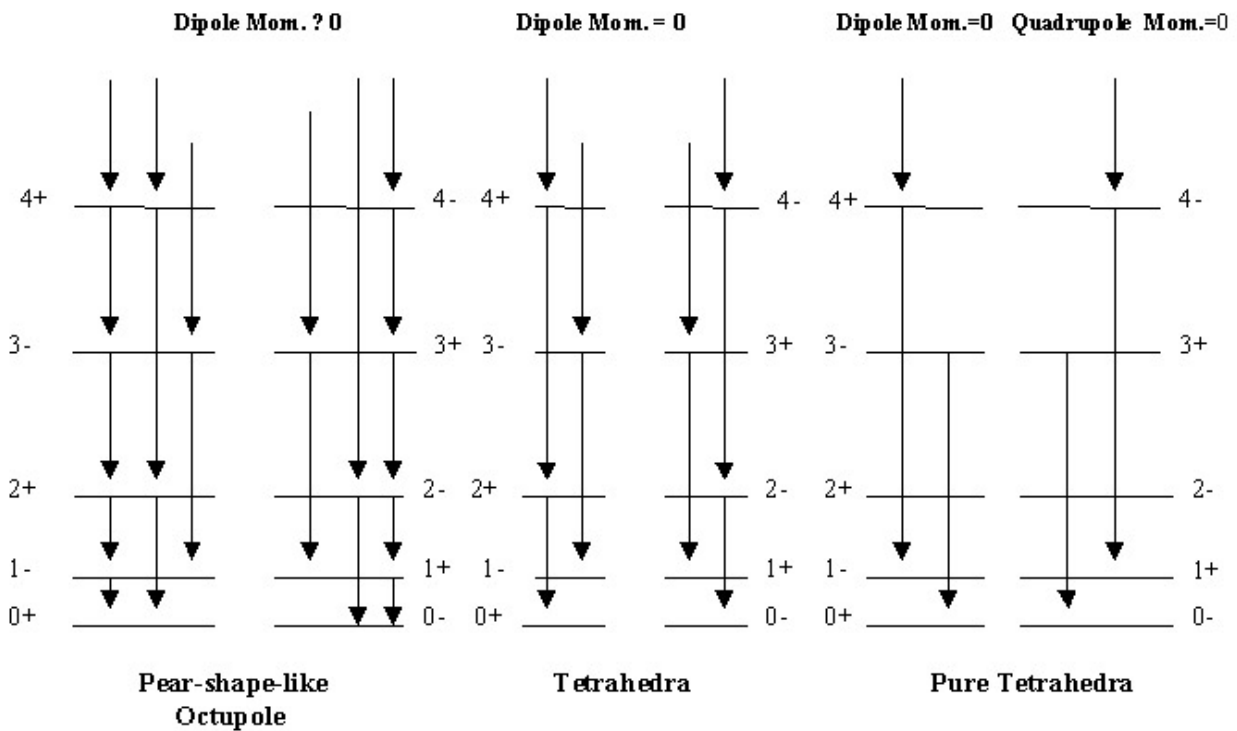 Dipole Mom. ? 0 Dipole Mom. = 0 Dipole Mom.=0 Quadrupole Mom.=0
4+ 4- 4+ 4- 4+ 4-
3- 3+ 3- 3+ 3- 3+
2+ 2- 2+ 2- 2+ 2-
1- 1+ 1- 1+ 1- 1+
0+ 0- 0+ 0- 0+ 0-
Pear-shape-like Tetrahedra Pure Tetrahedra
Octupole